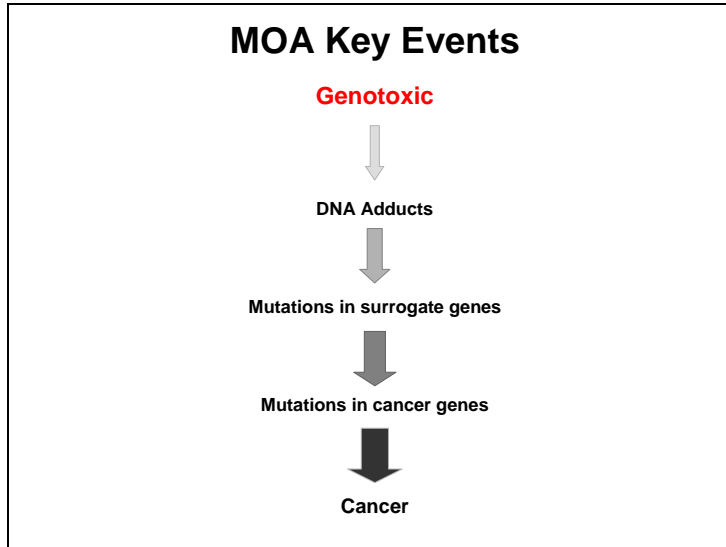 MOA Key Events
Genotoxic
DNA Adducts
Mutations in surrogate genes
Mutations in cancer genes
Cancer